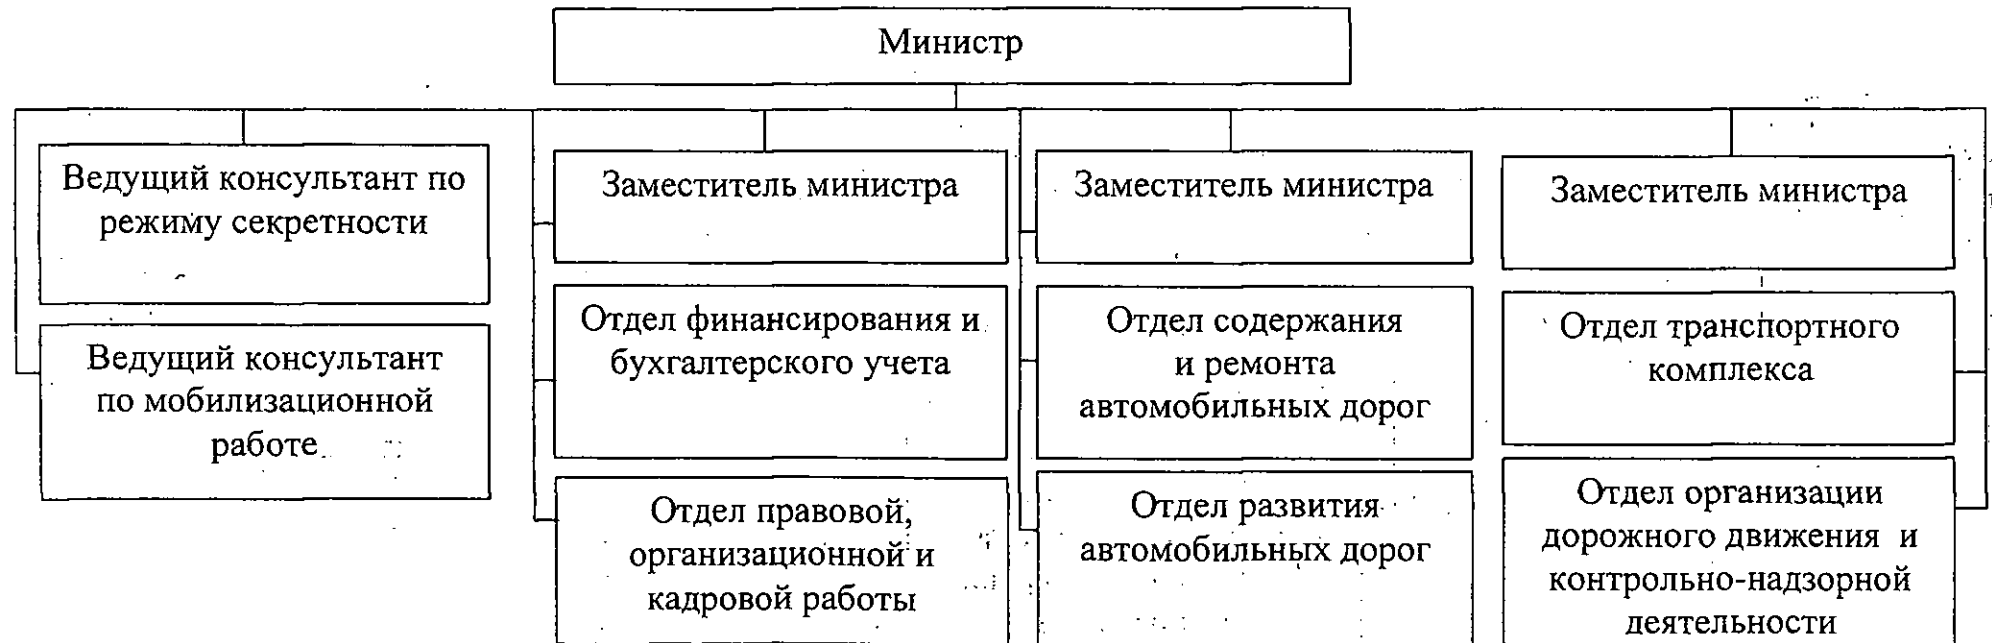 Министр
Ведущий консультант по
режиму секретности
Ведущий консультант
по мобилизационной
работе
Заместитель министра
Отдел финансирования и
бухгалтерского учета
Отдел правовой,
организационной и
кадровой работы
Заместитель министра
Отдел содержания
и ремонта
автомобильных дорог
Отдел развития
автомобильных дорог
Заместитель министра
Отдел транспортного
комплекса
Отдел организации
дорожного движения и
контрольно-надзорной
деятельности